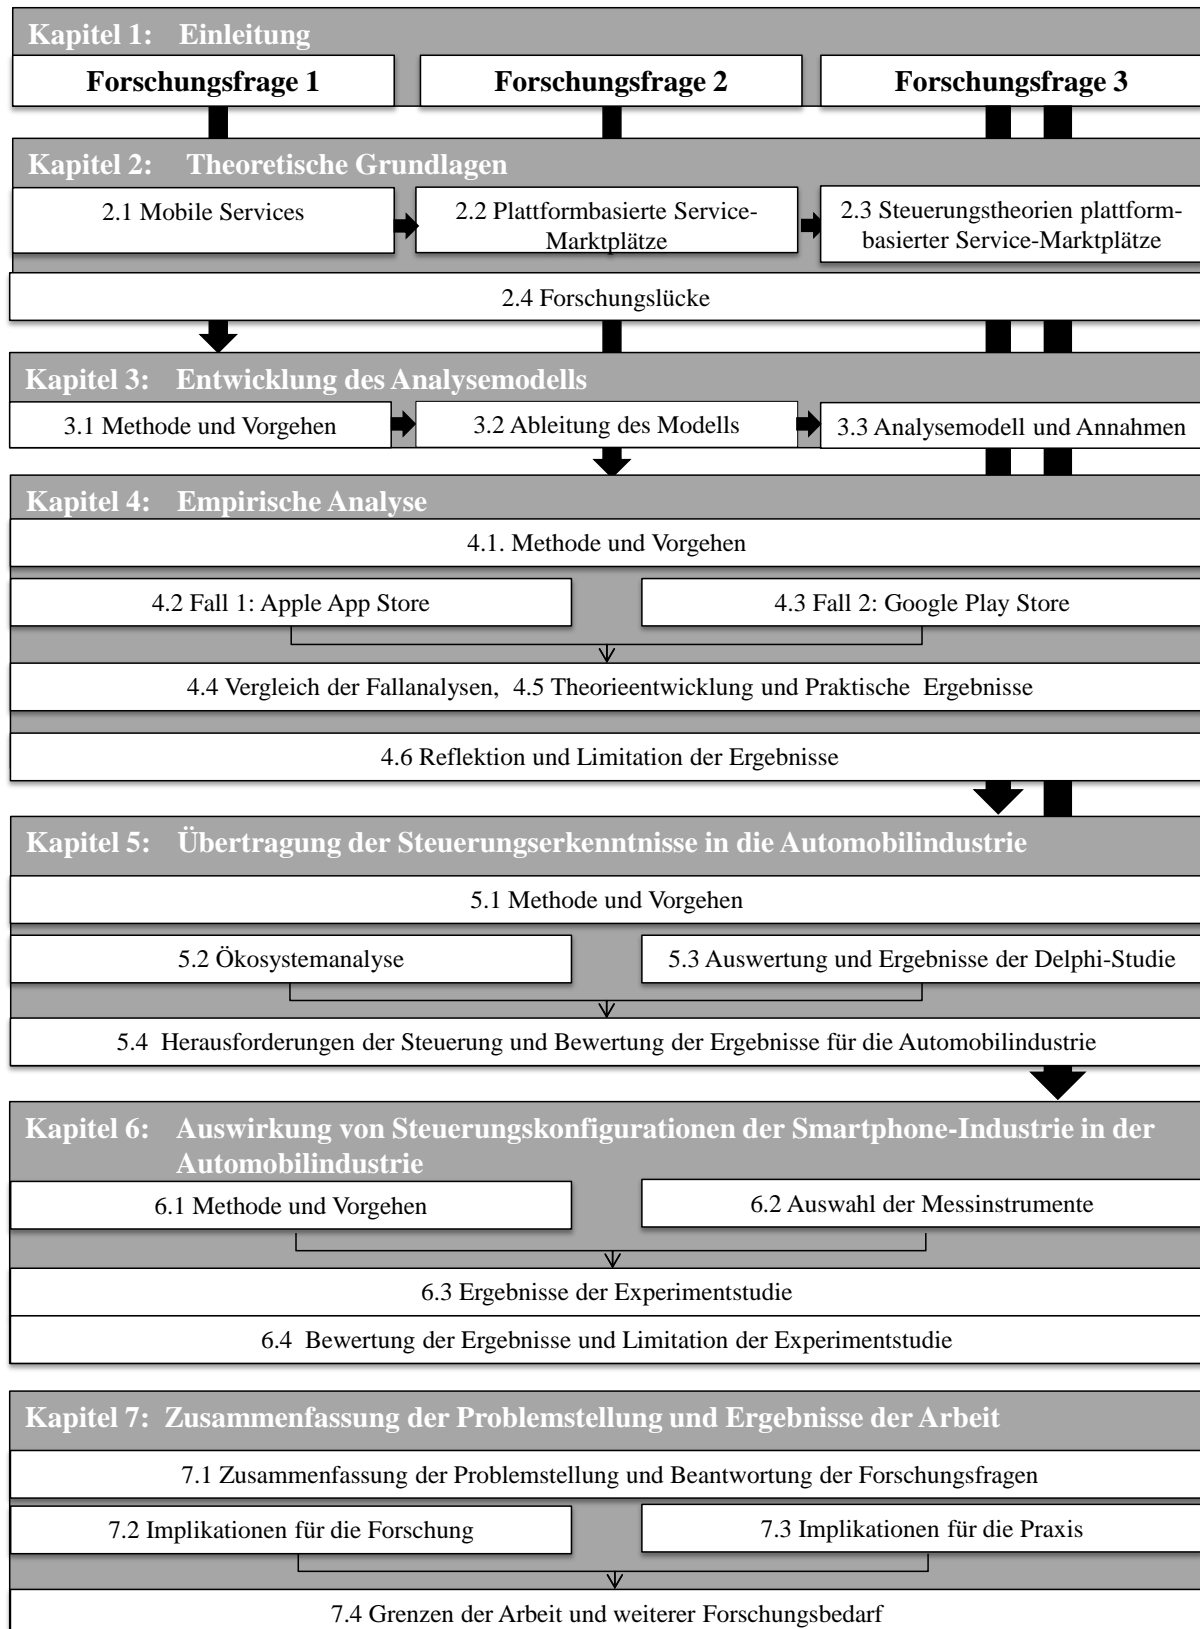 Kapitel 1: Einleitung
Forschungsfrage 1
Forschungsfrage 2
Forschungsfrage 3
Kapitel 2: Theoretische Grundlagen
2.1 Mobile Services
2.2 Plattformbasierte Service-
Marktplätze
2.3 Steuerungstheorien plattform-
basierter Service-Marktplätze
2.4 Forschungslücke
Kapitel 3: Entwicklung des Analysemodells
3.1 Methode und Vorgehen
3.2 Ableitung des Modells
3.3 Analysemodell und Annahmen
Kapitel 4: Empirische Analyse
4.1. Methode und Vorgehen
4.2 Fall 1: Apple App Store
4.3 Fall 2: Google Play Store
4.4 Vergleich der Fallanalysen, 4.5 Theorieentwicklung und Praktische Ergebnisse
4.6 Reflektion und Limitation der Ergebnisse
Kapitel 5: Übertragung der Steuerungserkenntnisse in die Automobilindustrie
5.1 Methode und Vorgehen
5.2 Ökosystemanalyse
5.3 Auswertung und Ergebnisse der Delphi-Studie
5.4 Herausforderungen der Steuerung und Bewertung der Ergebnisse für die Automobilindustrie
Kapitel 6: Auswirkung von Steuerungskonfigurationen der Smartphone-Industrie in der
Automobilindustrie
6.1 Methode und Vorgehen
6.2 Auswahl der Messinstrumente
6.3 Ergebnisse der Experimentstudie
6.4 Bewertung der Ergebnisse und Limitation der Experimentstudie
Kapitel 7: Zusammenfassung der Problemstellung und Ergebnisse der Arbeit
7.1 Zusammenfassung der Problemstellung und Beantwortung der Forschungsfragen
7.2 Implikationen für die Forschung
7.3 Implikationen für die Praxis
7.4 Grenzen der Arbeit und weiterer Forschungsbedarf